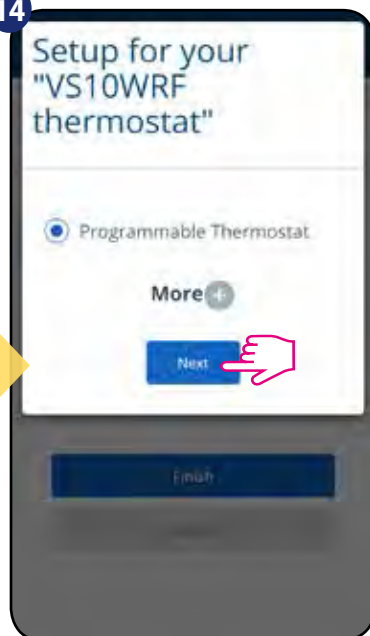 14
Setup for your
"VS10WRF
thermostat"
Programmable Thermostat
More
Next
Finish